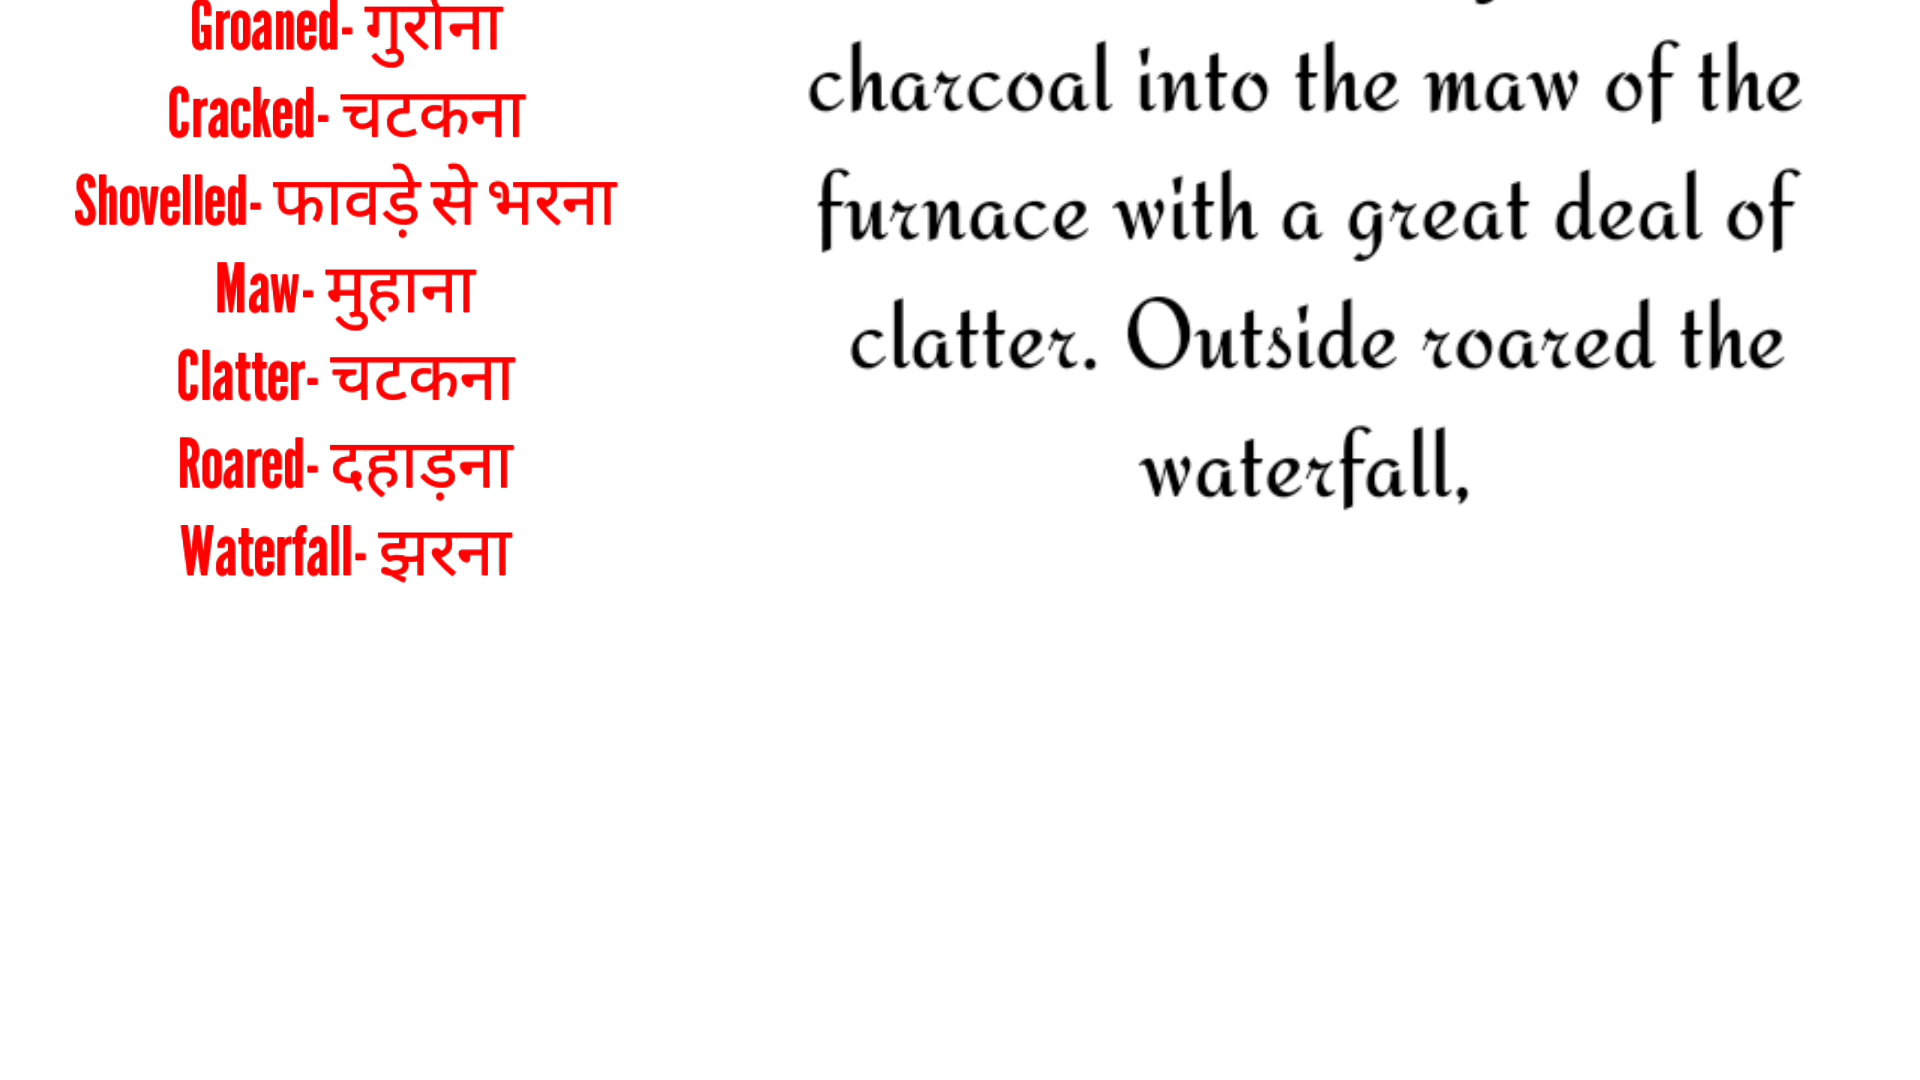 Groaned- गुर्राना
Cracked- चटकना
Shovelled- फावड़े से भरना
Maw- मुहाना
Clatter- चटकना
Roared- दहाड़ना
Waterfall- झरना
charcoal into the maw of the
furnace with a great deal of
clatter. Outside roared the
waterfall,